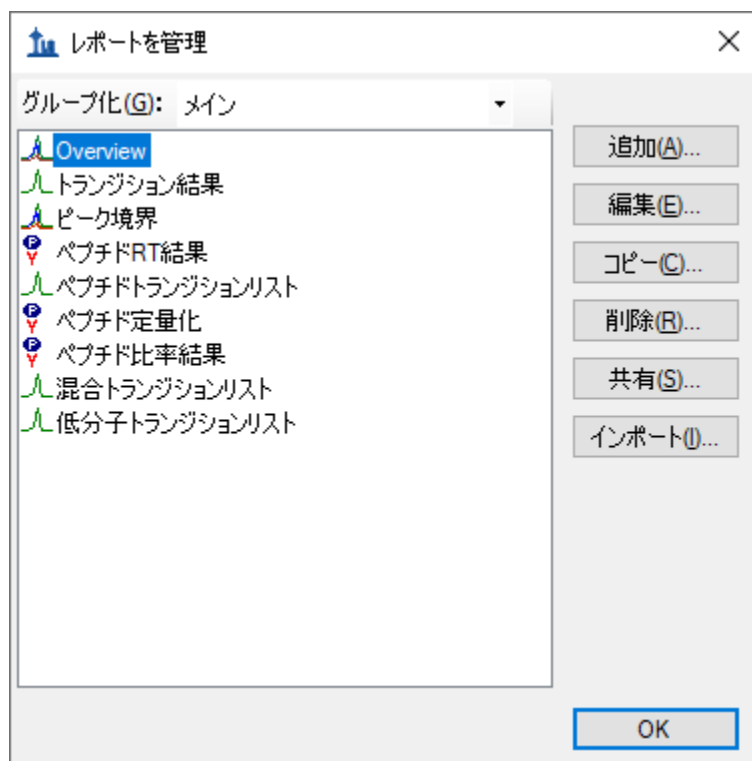 レポートを管理
グループ化(G): メイン
Overview
トランジション結果
ピーク境界
ペプチドRT結果
ペプチドトランジションリスト
ペプチド定量化
ペプチド比率結果
混合トランジションリスト
低分子トランジションリスト
追加(A)...
編集(E)...
コピー(C)...
削除(R)...
共有(S)...
インポート(I)...
OK